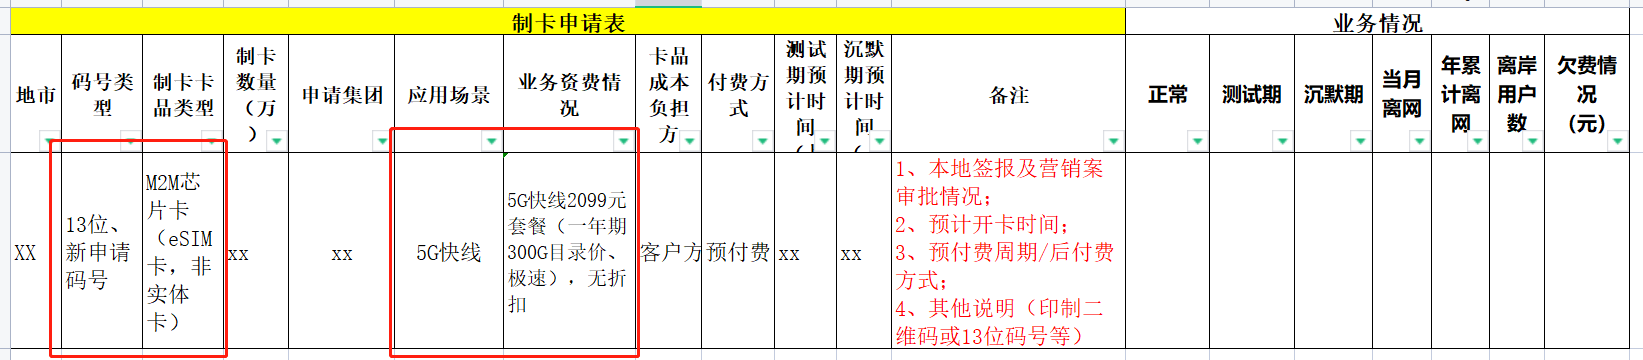 制卡申请表
业务情况
地市
码号类
型
制卡卡
品类型
制卡
数量
（万
）
申请集团
应用场景
业务资费情
况
卡品
成本
负担
方
付费方
式
测试
期预
计时
间
沉默
期预
计时
间
备注
正常
测试期
沉默期
当月
离网
年累
计离
网
离岸
用户
数
欠费情
况
(元)
XX
13位、
新申请
码号
M2M芯
片卡
（eSIM
卡，非
实体
卡）
xx
xx
5G快线
5G快线2099元
套餐（一年期
300G目录价、
极速），无折
扣
客户方
预付费
xx
xx
1、本地签报及营销案
审批情况；
2、预计开卡时间；
3、预付费周期/后付费
方式；
4、其他说明（印制二
维码或13位码号等）